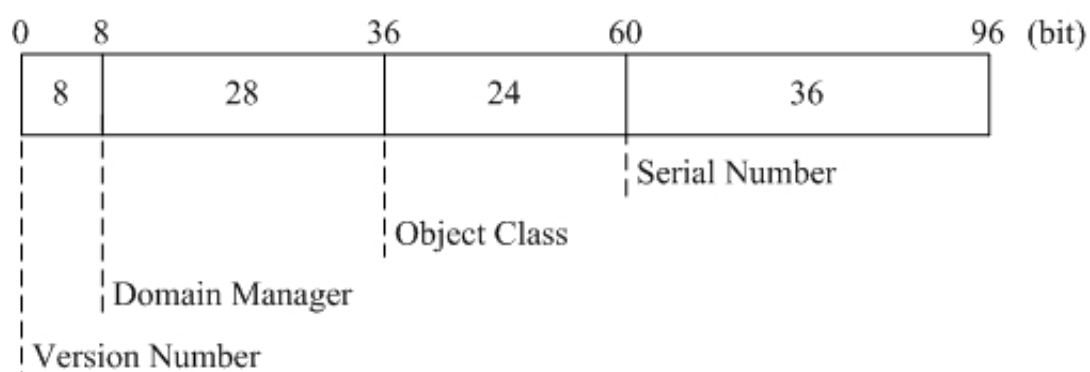 0 8 36 60 96 (bit)
8 28 24 36
Serial Number
Object Class
Domain Manager
Version Number